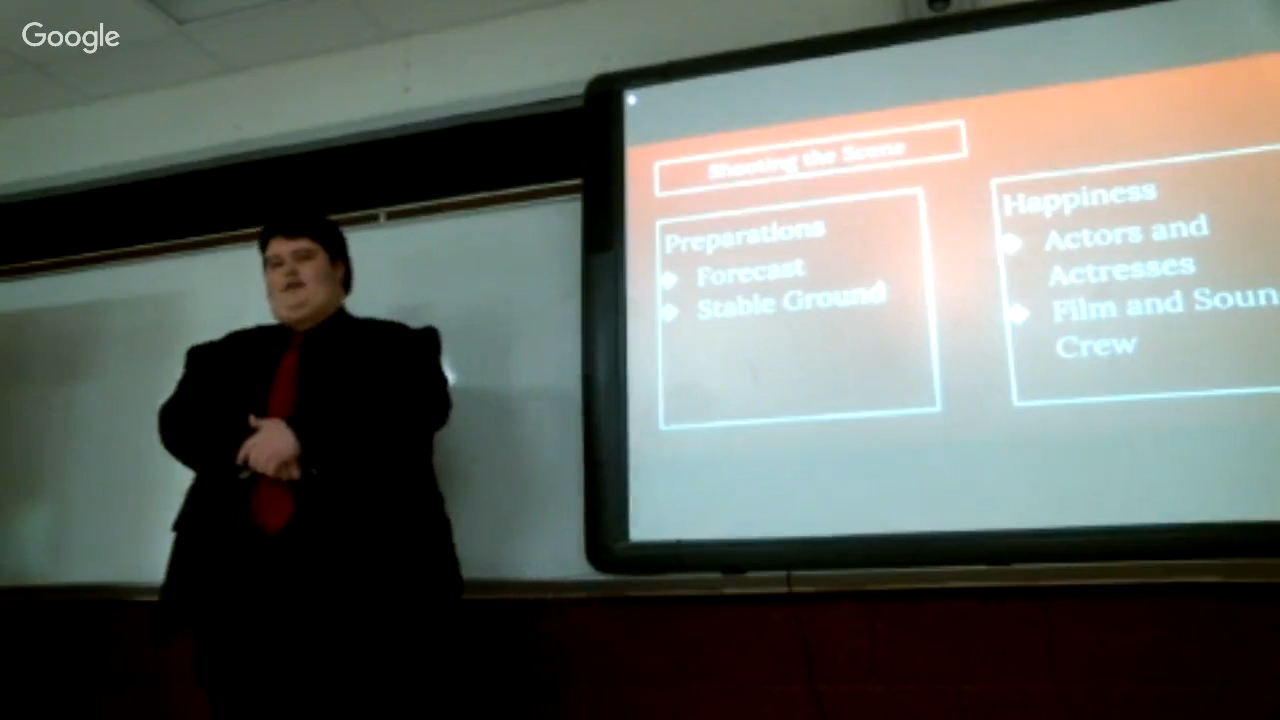 Google
Shooting the Scene
Preparations
Forecast
Stable Ground
Happiness
Actors and
Actresses
Film and Soun
Crew